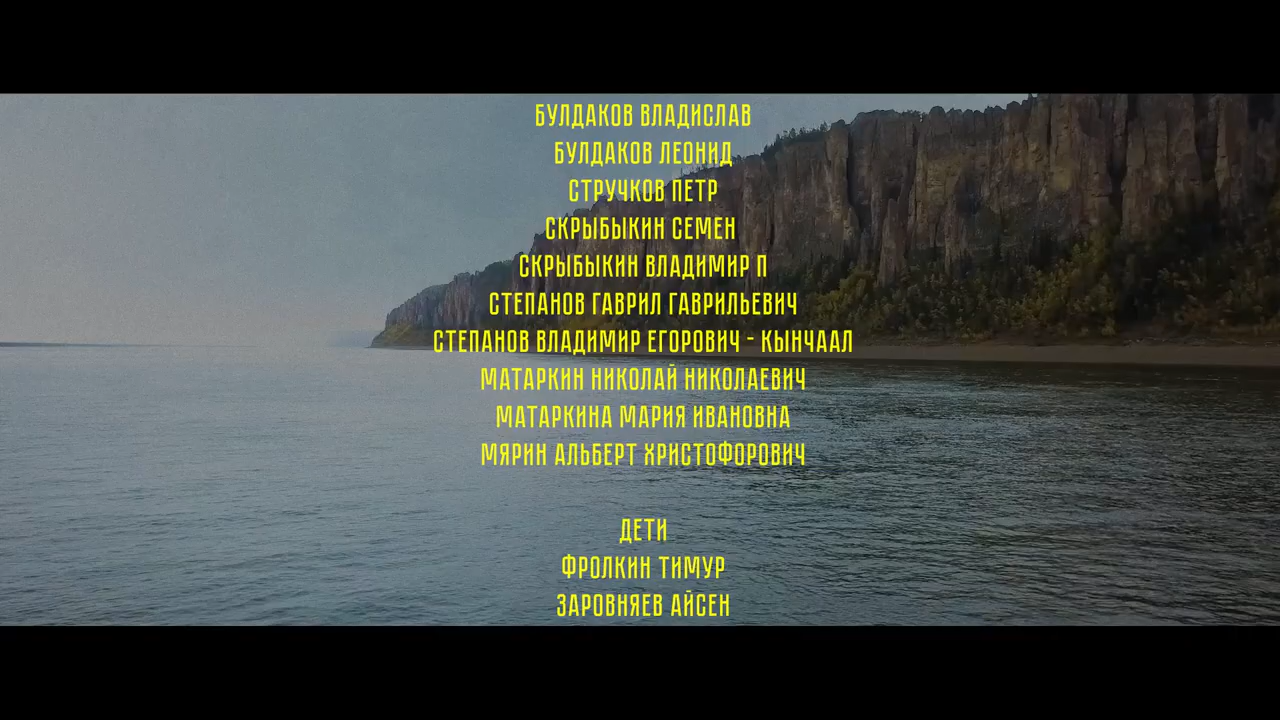 БУЛДАКОВ ВЛАДИСЛАВ
БУЛДАКОВ ЛЕОНИД
СТРУЧКОВ ПЕТР
СКРЫБЫКИН СЕМЕН
СКРЫБЫКИН ВЛАДИМИР П
СТЕПАНОВ ГАВРИЛ ГАВРИЛЬЕВИЧ
СТЕПАНОВ ВЛАДИМИР ЕГОРОВИЧ - КЫНЧААЛ
МАТАРКИН НИКОЛАЙ НИКОЛАЕВИЧ
МАТАРКИНА МАРИЯ ИВАНОВНА
МЯРИН АЛЬБЕРТ ХРИСТОФОРОВИЧ
ДЕТИ
ФРОЛКИН ТИМУР
ЗАРОВНЯЕВ АЙСЕН